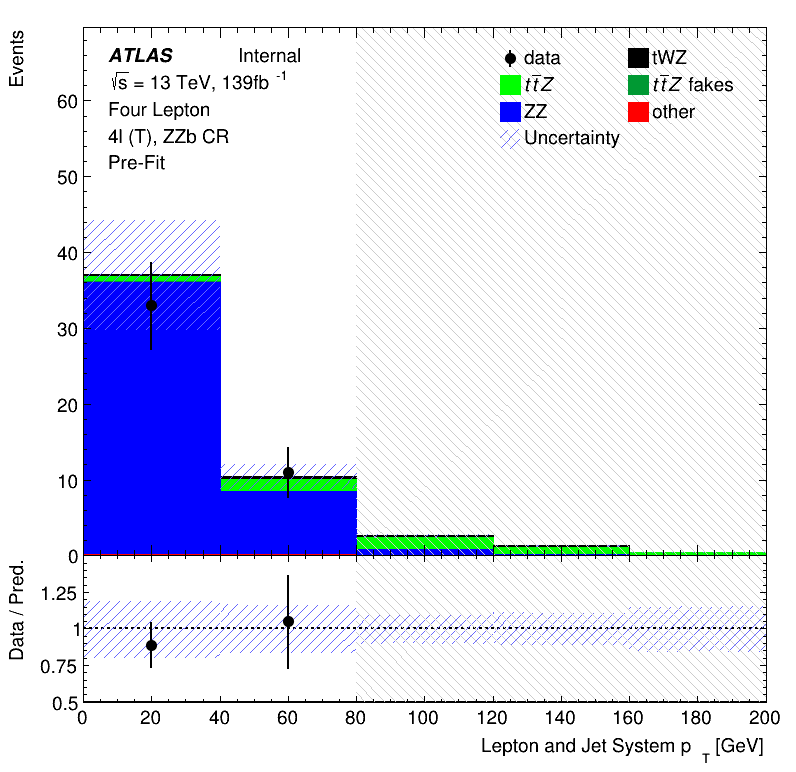 Events
ATLAS Internal
√s = 13 TeV, 139fb⁻¹
Four Lepton
4l (T), ZZb CR
Pre-Fit
data
tt̄Z
ZZ
Uncertainty
tWZ
tt̄Z fakes
other
60
50
40
30
20
10
0
Data / Pred.
1.25
1
0.75
0.5
0 20 40 60 80 100 120 140 160 180 200
Lepton and Jet System p_T [GeV]